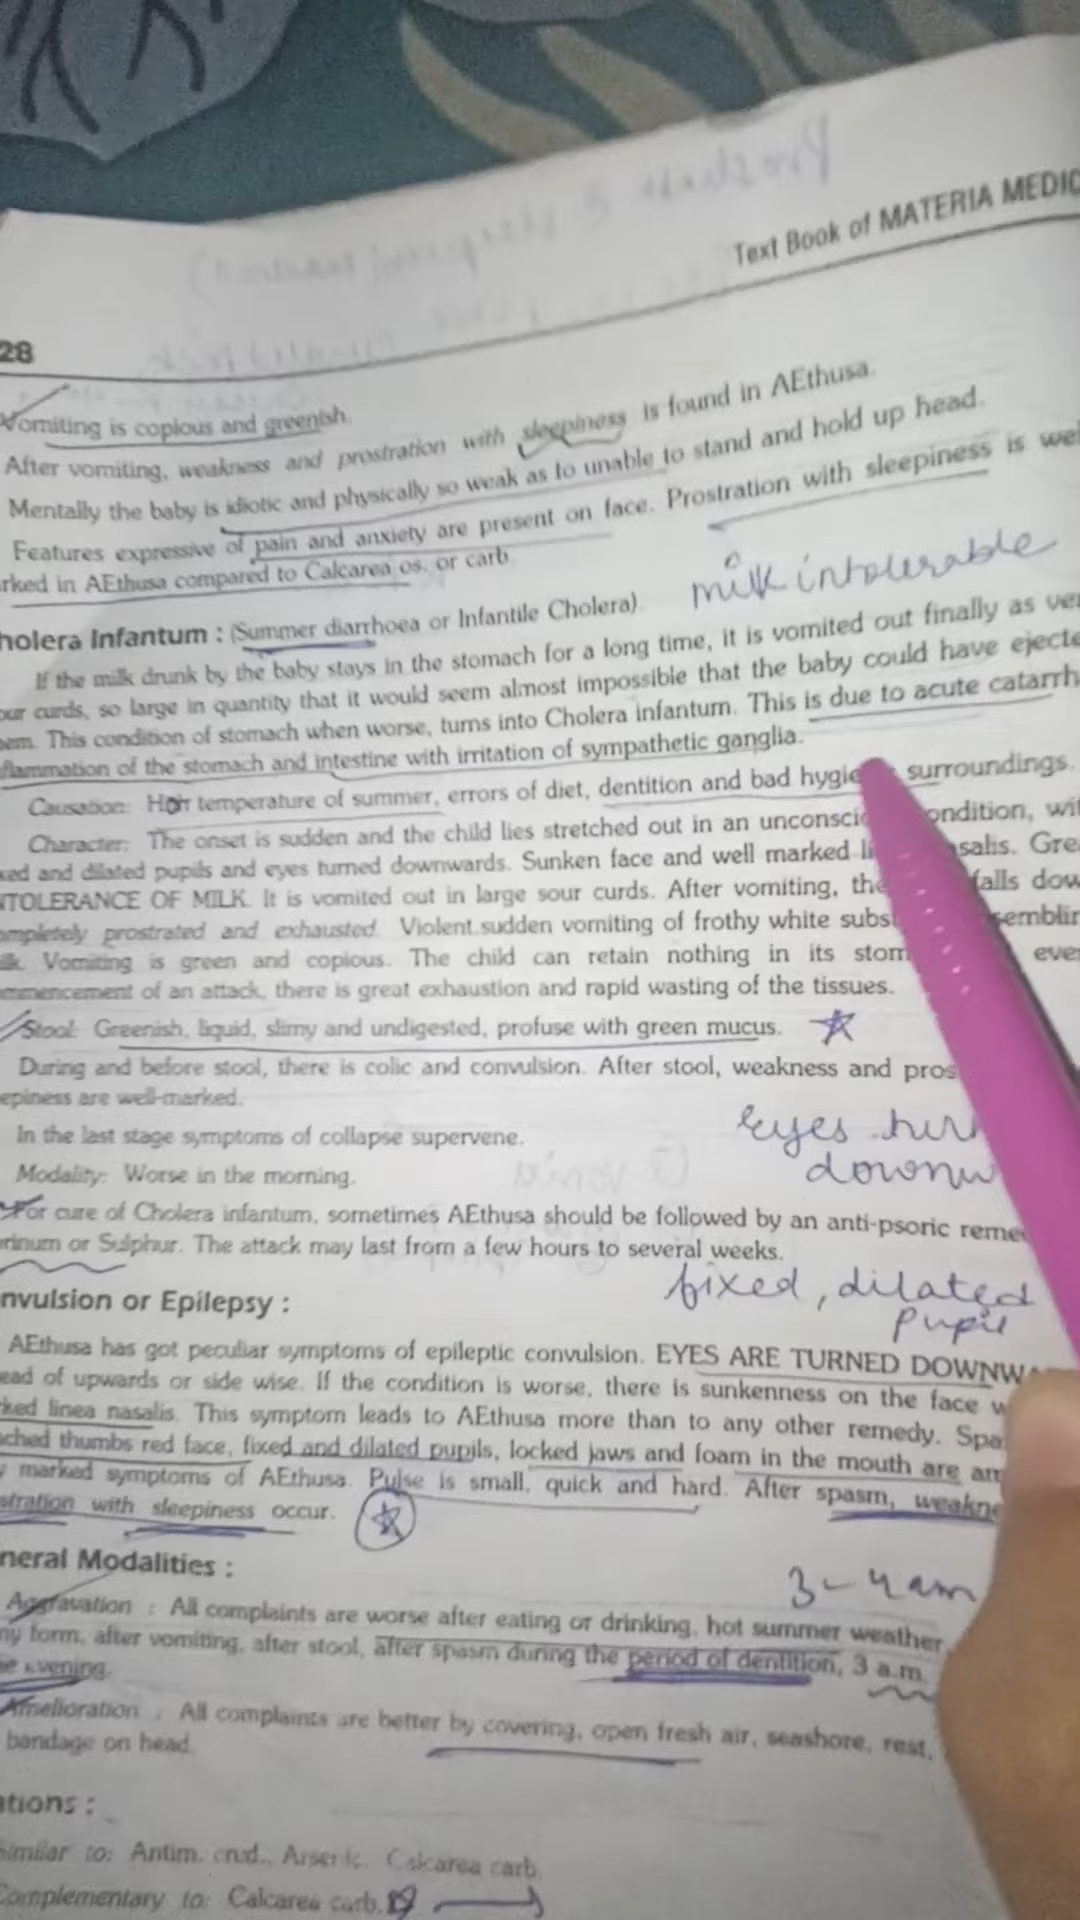 Text Book of MATERIA MEDIC
28
Vomiting is copious and greenish.
After vomiting, weakness and prostration with sleepiness is found in AEthusa.
Mentally the baby is idiotic and physically so weak as to unable to stand and hold up head.
Features expressive of pain and anxiety are present on face. Prostration with sleepiness is wel
rked in AEthusa compared to Calcarea os. or carb.
milk intolerable
holera Infantum : (Summer diarrhoea or Infantile Cholera).
If the milk drunk by the baby stays in the stomach for a long time, it is vomited out finally as ver
our curds, so large in quantity that it would seem almost impossible that the baby could have ejecte
em. This condition of stomach when worse, turns into Cholera infantum. This is due to acute catarrh
flammation of the stomach and intestine with irritation of sympathetic ganglia.
Causation: Hot temperature of summer, errors of diet, dentition and bad hygie surroundings.
Character: The onset is sudden and the child lies stretched out in an unconsci ondition, wit
xed and dilated pupils and eyes turned downwards. Sunken face and well marked li salis. Gre
NTOLERANCE OF MILK. It is vomited out in large sour curds. After vomiting, the falls dow
ompletely prostrated and exhausted. Violent sudden vomiting of frothy white subst semblin
ilk. Vomiting is green and copious. The child can retain nothing in its stom eve
mmencement of an attack, there is great exhaustion and rapid wasting of the tissues.
Stool: Greenish, liquid, slimy and undigested, profuse with green mucus.
During and before stool, there is colic and convulsion. After stool, weakness and pros
epiness are well-marked.
In the last stage symptoms of collapse supervene.
Eyes turn
downw
Modality: Worse in the morning.
For cure of Cholera infantum, sometimes AEthusa should be followed by an anti-psoric reme
rinum or Sulphur. The attack may last from a few hours to several weeks.
fixed, dilated
pupil
nvulsion or Epilepsy :
AEthusa has got peculiar symptoms of epileptic convulsion. EYES ARE TURNED DOWNWA
ead of upwards or side wise. If the condition is worse, there is sunkenness on the face w
ked linea nasalis. This symptom leads to AEthusa more than to any other remedy. Spa
ched thumbs red face, fixed and dilated pupils, locked jaws and foam in the mouth are am
y marked symptoms of AEthusa. Pulse is small, quick and hard. After spasm, weakne
stration with sleepiness occur.
neral Modalities :
3 - 4 am
Aggravation : All complaints are worse after eating or drinking, hot summer weather
ny form, after vomiting, after stool, after spasm during the period of dentition, 3 a.m.
e evening.
Amelioration : All complaints are better by covering, open fresh air, seashore, rest,
bandage on head.
ations :
Similar to: Antim. crud., Arsenic. Calcarea carb.
Complementary to: Calcarea carb.